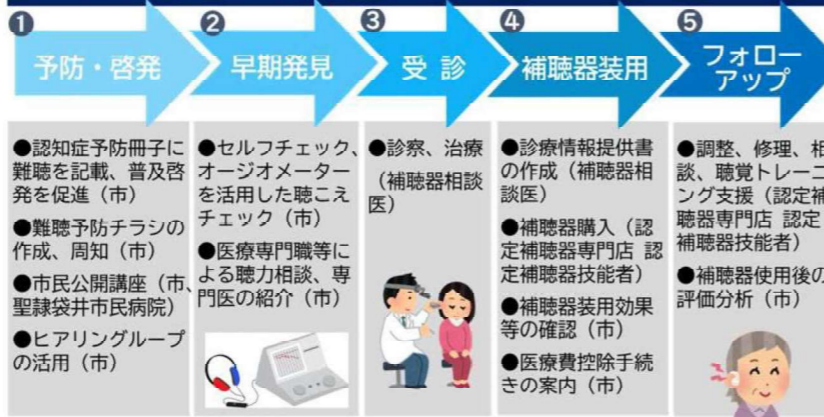 ①
予防・啓発
②
早期発見
③
受 診
④
補聴器装用
⑤
フォロー
アップ
●認知症予防冊子に
難聴を記載、普及啓
発を促進（市）
●難聴予防チラシの
作成、周知（市）
●市民公開講座（市、
聖隷袋井市民病院）
●ヒアリングループ
の活用（市）
●セルフチェック、
オージオメーター
を活用した聴こえ
チェック（市）
●医療専門職等に
よる聴力相談、専
門医の紹介（市）
●診察、治療
（補聴器相談
医）
●診療情報提供書
の作成（補聴器相
談医）
●補聴器購入（認
定補聴器専門店 認
定補聴器技能者）
●補聴器装用効果
等の確認（市）
●医療費控除手続
きの案内（市）
●調整、修理、相
談、聴覚トレーニ
ング支援（認定補
聴器専門店 認定
補聴器技能者）
●補聴器使用後の
評価分析（市）